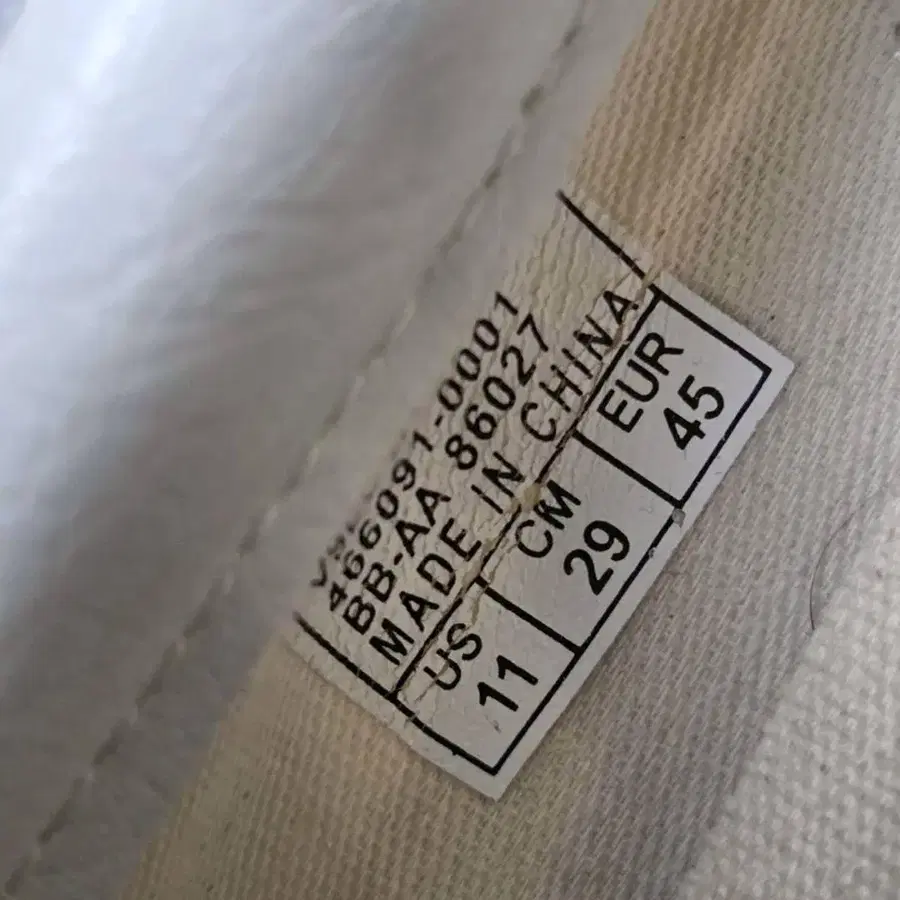 466091-0001
BB-AA 86027
MADE IN CHINA
US CM EUR
11 29 45